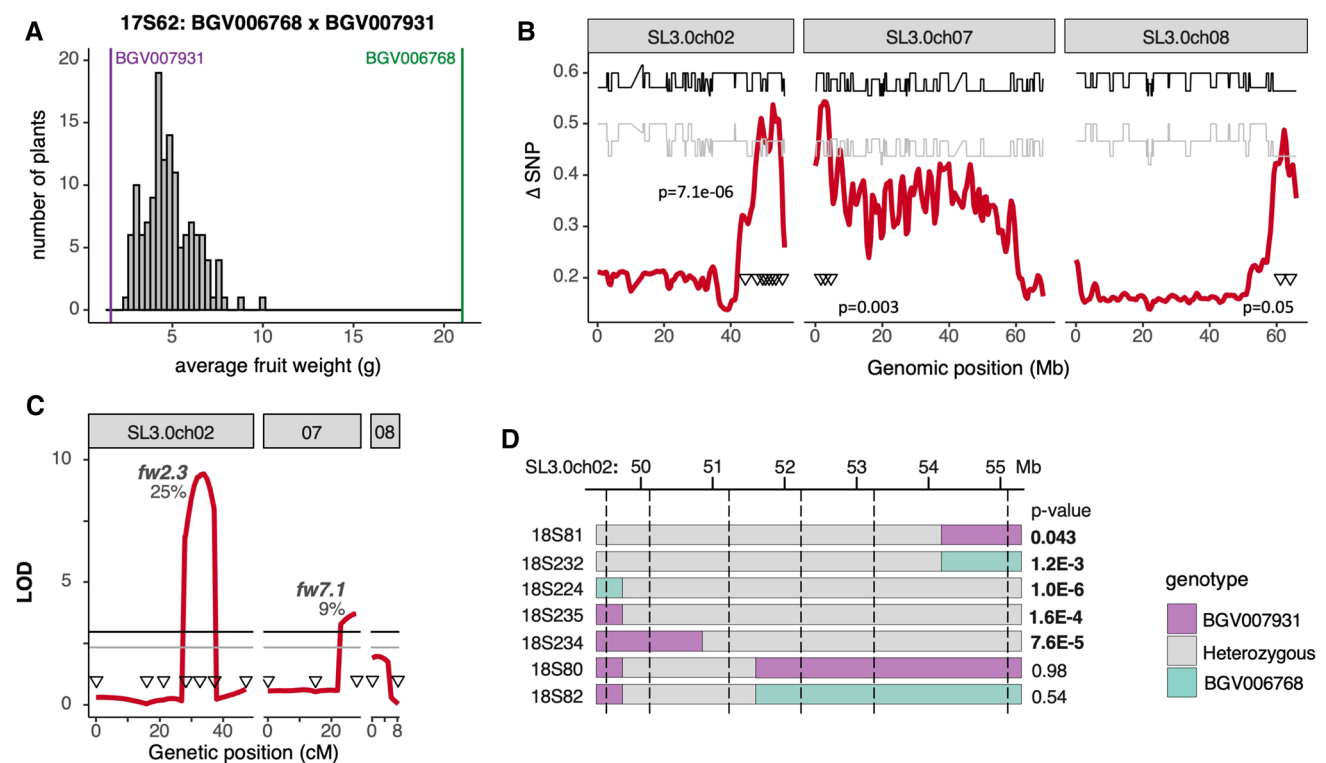 A
17S62: BGV006768 x BGV007931
BGV007931
BGV006768
number of plants
20
15
10
5
0
5
10
15
20
average fruit weight (g)
B
SL3.0ch02
SL3.0ch07
SL3.0ch08
Δ SNP
0.6
0.5
0.4
0.3
0.2
p=7.1e-06
p=0.003
p=0.05
0
20
40
0
20
40
60
0
20
40
60
Genomic position (Mb)
C
SL3.0ch02
07
08
LOD
10
5
0
fw2.3
25%
fw7.1
9%
0
20
40
0
20
0
8
Genetic position (cM)
D
SL3.0ch02: 50 51 52 53 54 55 Mb
p-value
18S81 0.043
18S232 1.2E-3
18S224 1.0E-6
18S235 1.6E-4
18S234 7.6E-5
18S80 0.98
18S82 0.54
genotype
BGV007931
Heterozygous
BGV006768